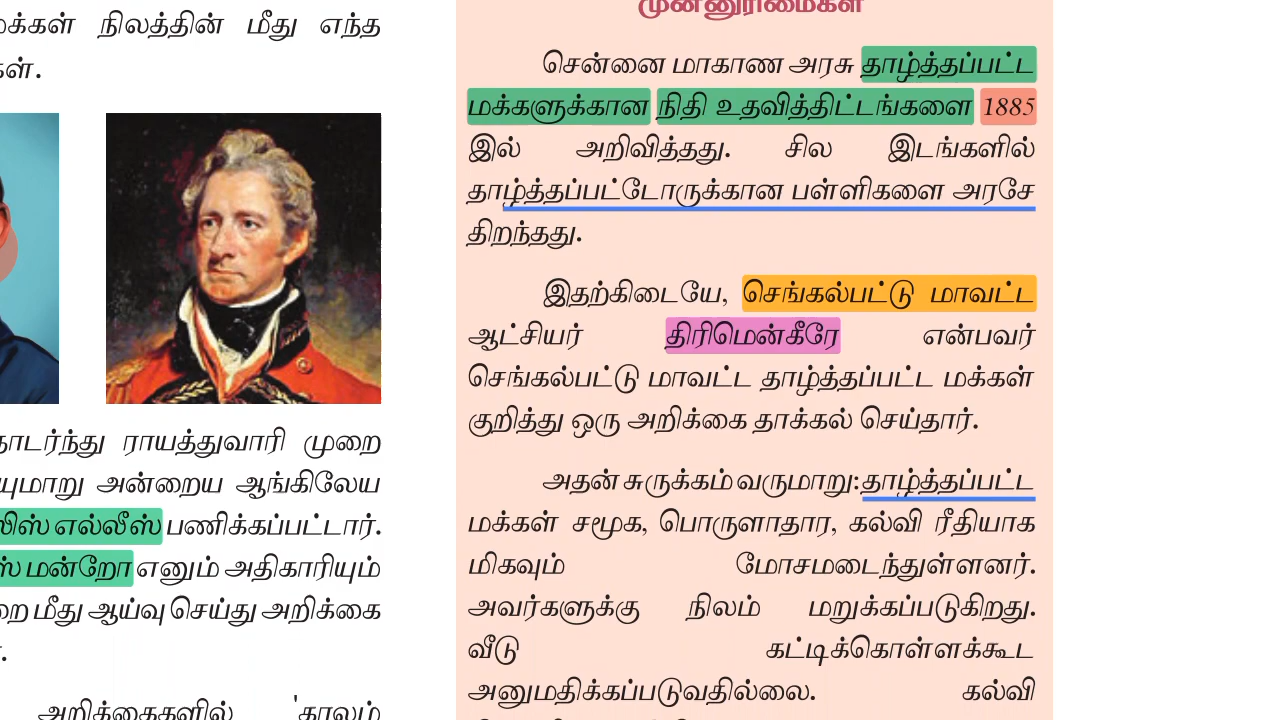 மக்கள் நிலத்தின் மீது எந்த
கள்.
தொடர்ந்து ராயத்துவாரி முறை
யுமாறு அன்றைய ஆங்கிலேய
ஸிஸ் எல்லீஸ் பணிக்கப்பட்டார்.
ஸ் மன்றோ எனும் அதிகாரியும்
றை மீது ஆய்வு செய்து அறிக்கை
அறிக்கைகளில் 'காலம்
முன்னுரிமைகள்
சென்னை மாகாண அரசு தாழ்த்தப்பட்ட
மக்களுக்கான நிதி உதவித்திட்டங்களை 1885
இல் அறிவித்தது. சில இடங்களில்
தாழ்த்தப்பட்டோருக்கான பள்ளிகளை அரசே
திறந்தது.
இதற்கிடையே, செங்கல்பட்டு மாவட்ட
ஆட்சியர் திரிமென்கீரே என்பவர்
செங்கல்பட்டு மாவட்ட தாழ்த்தப்பட்ட மக்கள்
குறித்து ஒரு அறிக்கை தாக்கல் செய்தார்.
அதன் சுருக்கம் வருமாறு: தாழ்த்தப்பட்ட
மக்கள் சமூக, பொருளாதார, கல்வி ரீதியாக
மிகவும் மோசமடைந்துள்ளனர்.
அவர்களுக்கு நிலம் மறுக்கப்படுகிறது.
வீடு கட்டிக்கொள்ளக்கூட
அனுமதிக்கப்படுவதில்லை. கல்வி